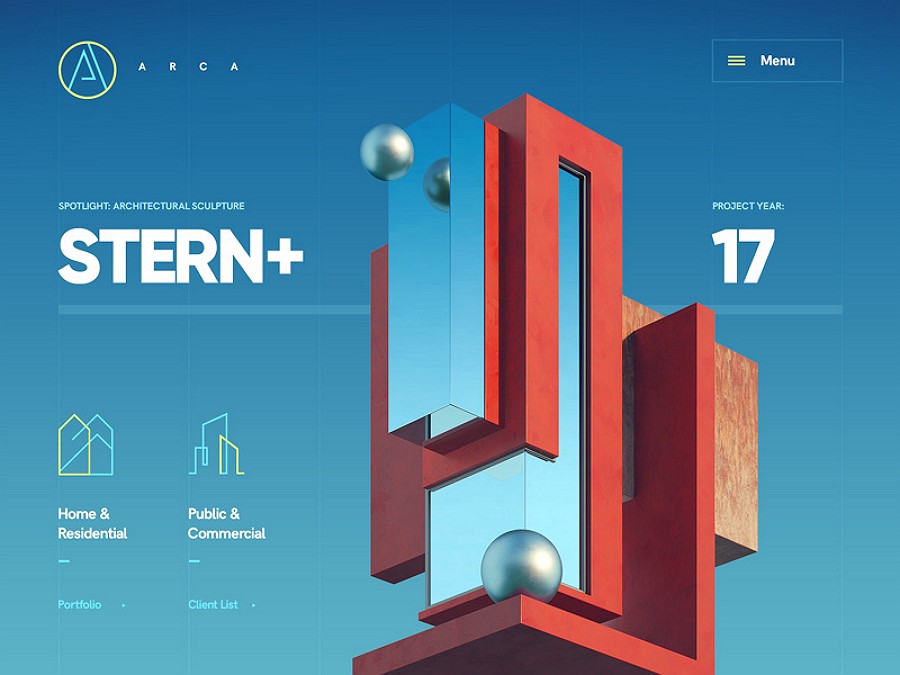 A R C A
Menu
SPOTLIGHT: ARCHITECTURAL SCULPTURE
STERN+
PROJECT YEAR:
17
Home &
Residential
Public &
Commercial
Portfolio
Client List